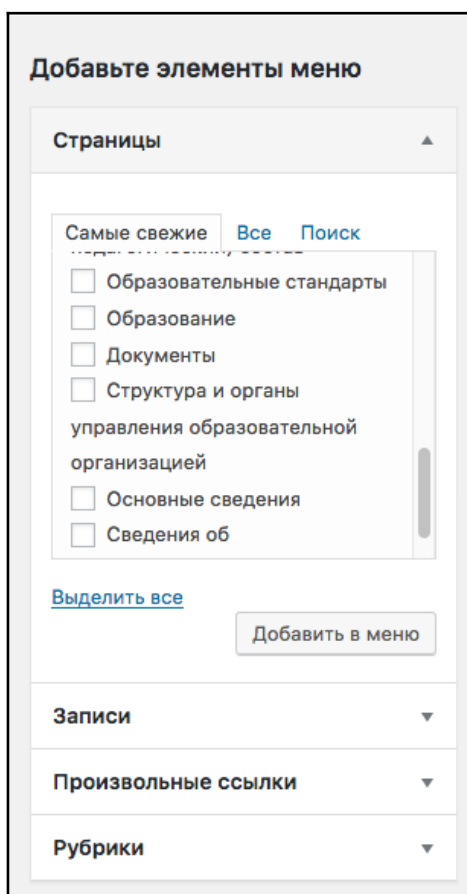 Добавьте элементы меню
Страницы
Самые свежие Все Поиск
Образовательные стандарты
Образование
Документы
Структура и органы
управления образовательной
организацией
Основные сведения
Сведения об
Выделить все
Добавить в меню
Записи
Произвольные ссылки
Рубрики